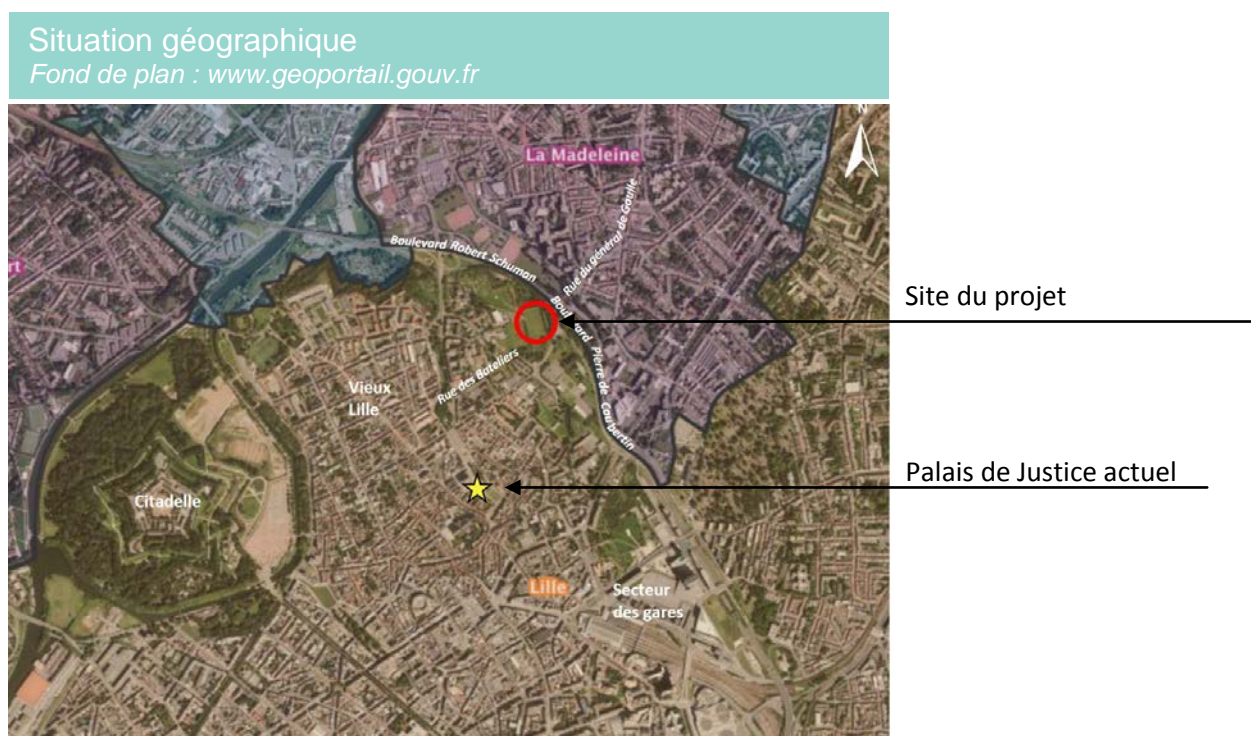 Situation géographique
Fond de plan : www.geoportail.gouv.fr
La Madeleine
Rue du général de Gaulle
Boulevard Robert Schuman
rt
Site du projet
Boulevard Pierre de Coubertin
Rue des Bateliers
Vieux
Lille
Palais de Justice actuel
Citadelle
Lille
Secteur
des gares